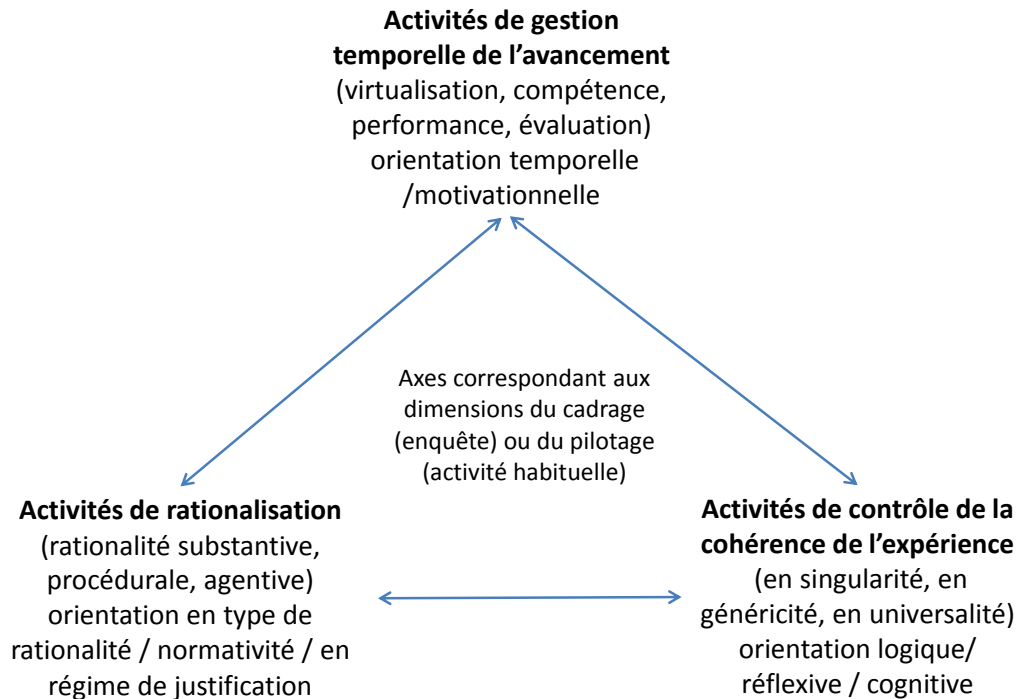 Activités de gestion
temporelle de l’avancement
(virtualisation, compétence,
performance, évaluation)
orientation temporelle
/motivationnelle
Axes correspondant aux
dimensions du cadrage
(enquête) ou du pilotage
(activité habituelle)
Activités de rationalisation
(rationalité substantive,
procédurale, agentive)
orientation en type de
rationalité / normativité / en
régime de justification
Activités de contrôle de la
cohérence de l’expérience
(en singularité, en
généricité, en universalité)
orientation logique/
réflexive / cognitive